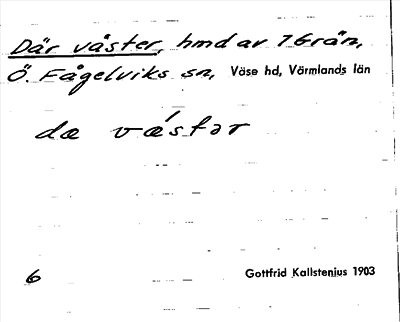 Där väster, hmd av 7 Grän,
Ö. Fågelviks sn, Väse hd, Värmlands län
dæ vǽstər
6
Gottfrid Kallstenius 1903